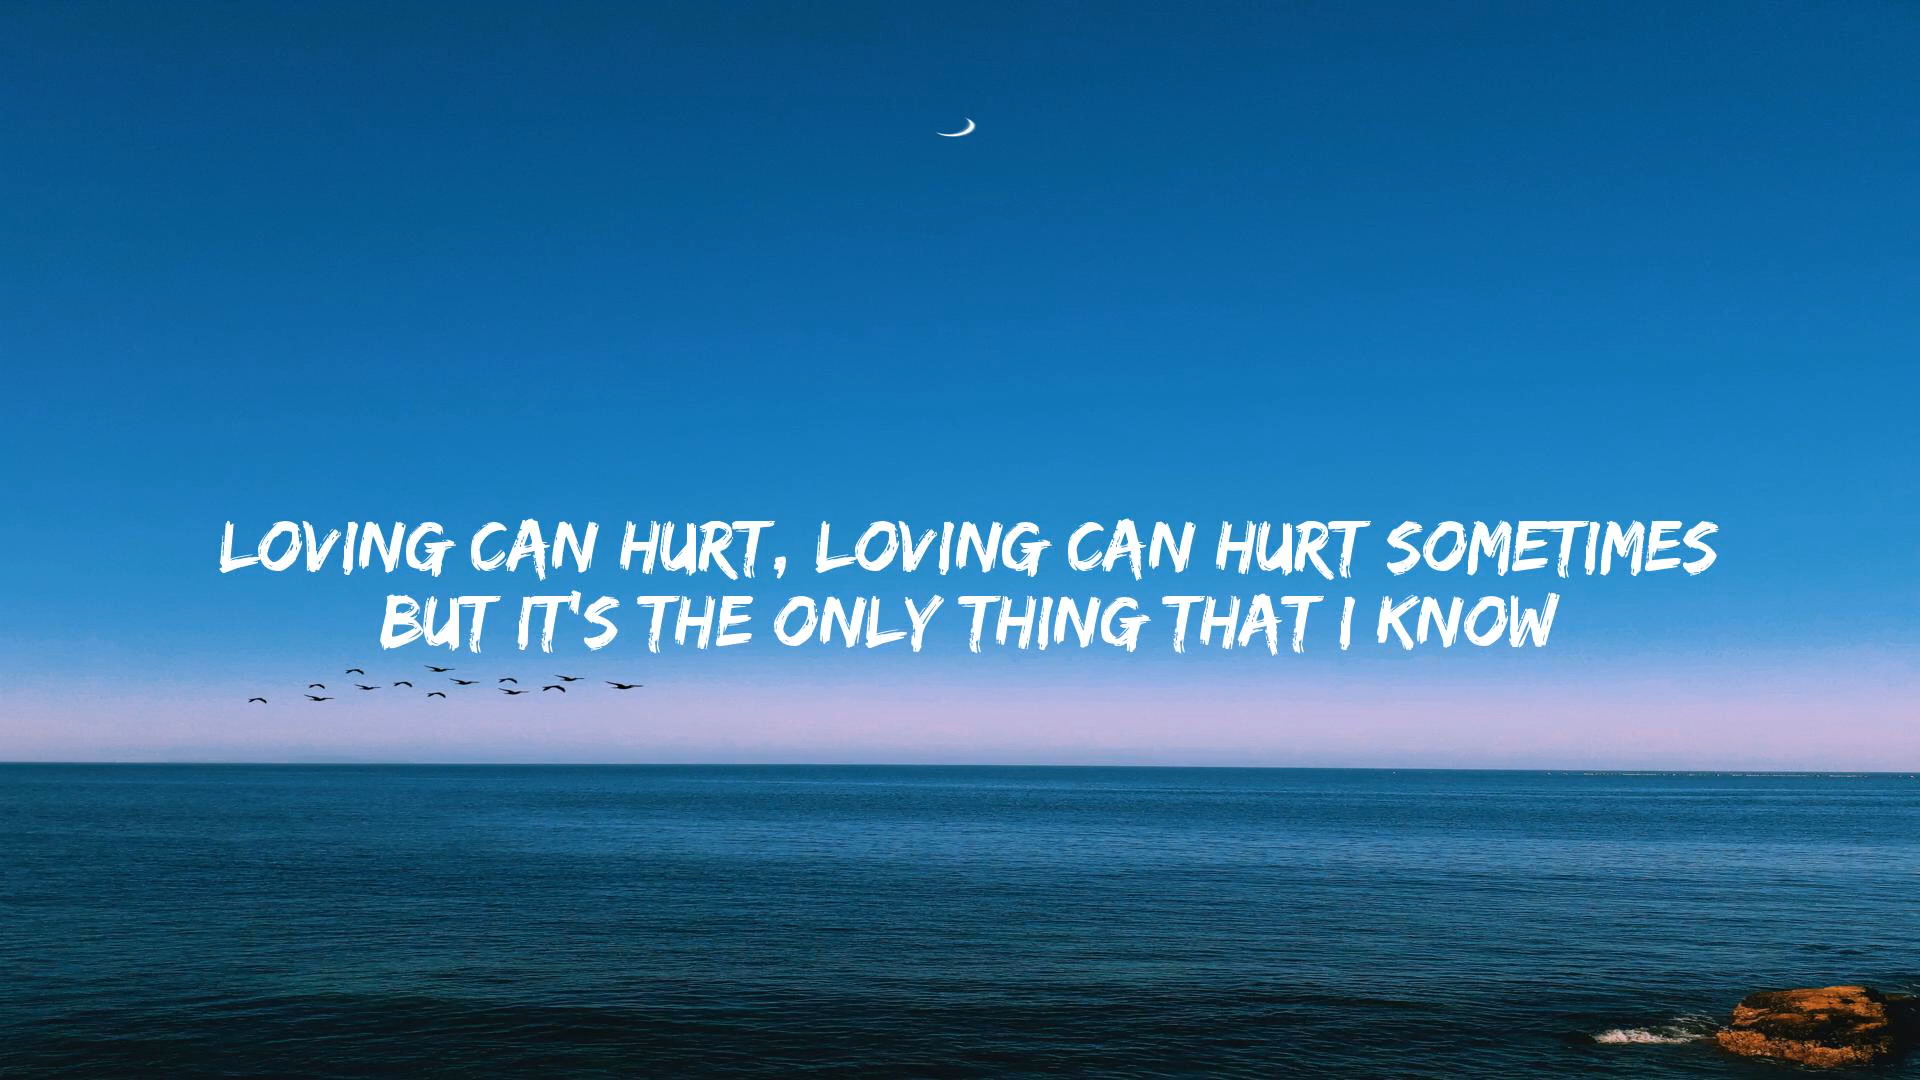 LOVING CAN HURT, LOVING CAN HURT SOMETIMES
BUT IT'S THE ONLY THING THAT I KNOW